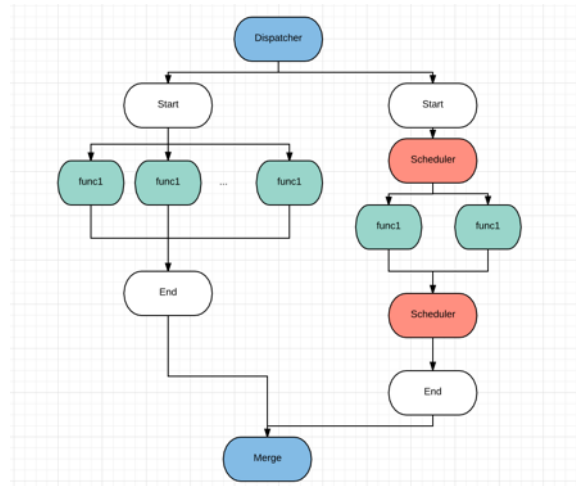 Dispatcher
Start
Start
Scheduler
func1
func1
...
func1
func1
func1
End
Scheduler
End
Merge